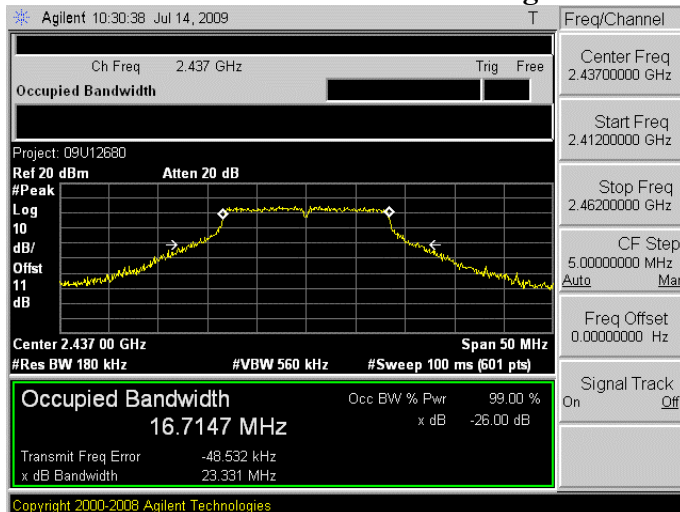 Agilent 10:30:38 Jul 14, 2009 T Freq/Channel
Ch Freq 2.437 GHz Trig Free
Occupied Bandwidth
Center Freq
2.43700000 GHz
Start Freq
2.41200000 GHz
Stop Freq
2.46200000 GHz
CF Step
5.00000000 MHz
Auto Man
Freq Offset
0.00000000 Hz
Signal Track
On Off
Project: 09U12680
Ref 20 dBm Atten 20 dB
#Peak
Log
10
dB/
Offst
11
dB
Center 2.437 00 GHz Span 50 MHz
#Res BW 180 kHz #VBW 560 kHz #Sweep 100 ms (601 pts)
Occupied Bandwidth Occ BW % Pwr 99.00 %
16.7147 MHz x dB -26.00 dB
Transmit Freq Error -48.532 kHz
x dB Bandwidth 23.331 MHz
Copyright 2000-2008 Agilent Technologies